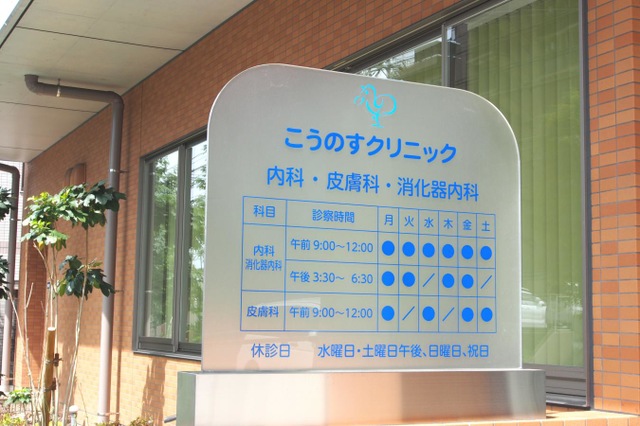 こうのすクリニック
内科・皮膚科・消化器内科
科目 診察時間 月 火 水 木 金 土
内科 消化器内科 午前 9:00～12:00 ● ● ● ● ● ●
午後 3:30～ 6:30 ● ● ／ ● ● ／
皮膚科 午前 9:00～12:00 ● ／ ● ／ ● ●
休診日 水曜日・土曜日午後、日曜日、祝日